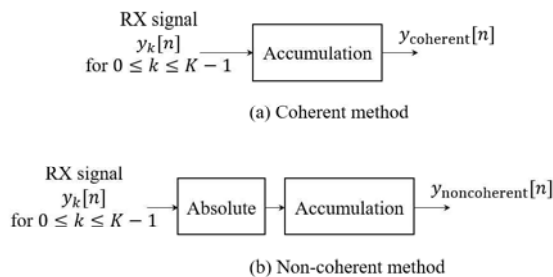 RX signal
y_k[n]
for 0 ≤ k ≤ K − 1
Accumulation
y_coherent[n]
(a) Coherent method
RX signal
y_k[n]
for 0 ≤ k ≤ K − 1
Absolute
Accumulation
y_noncoherent[n]
(b) Non-coherent method